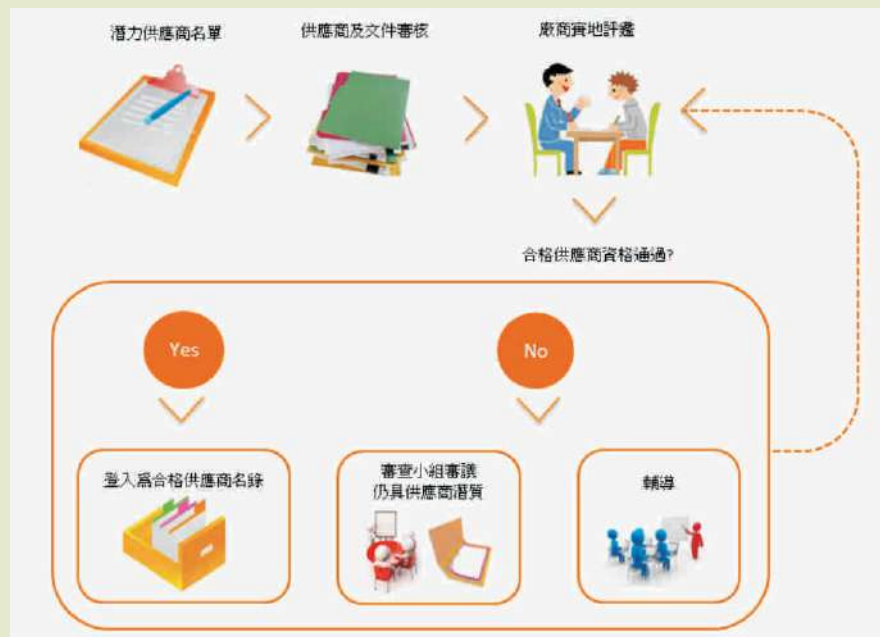 潛力供應商名單
供應商及文件審核
廠商實地評鑑
合格供應商資格通過?
Yes
No
登入為合格供應商名錄
審查小組審議
仍具供應商潛質
輔導